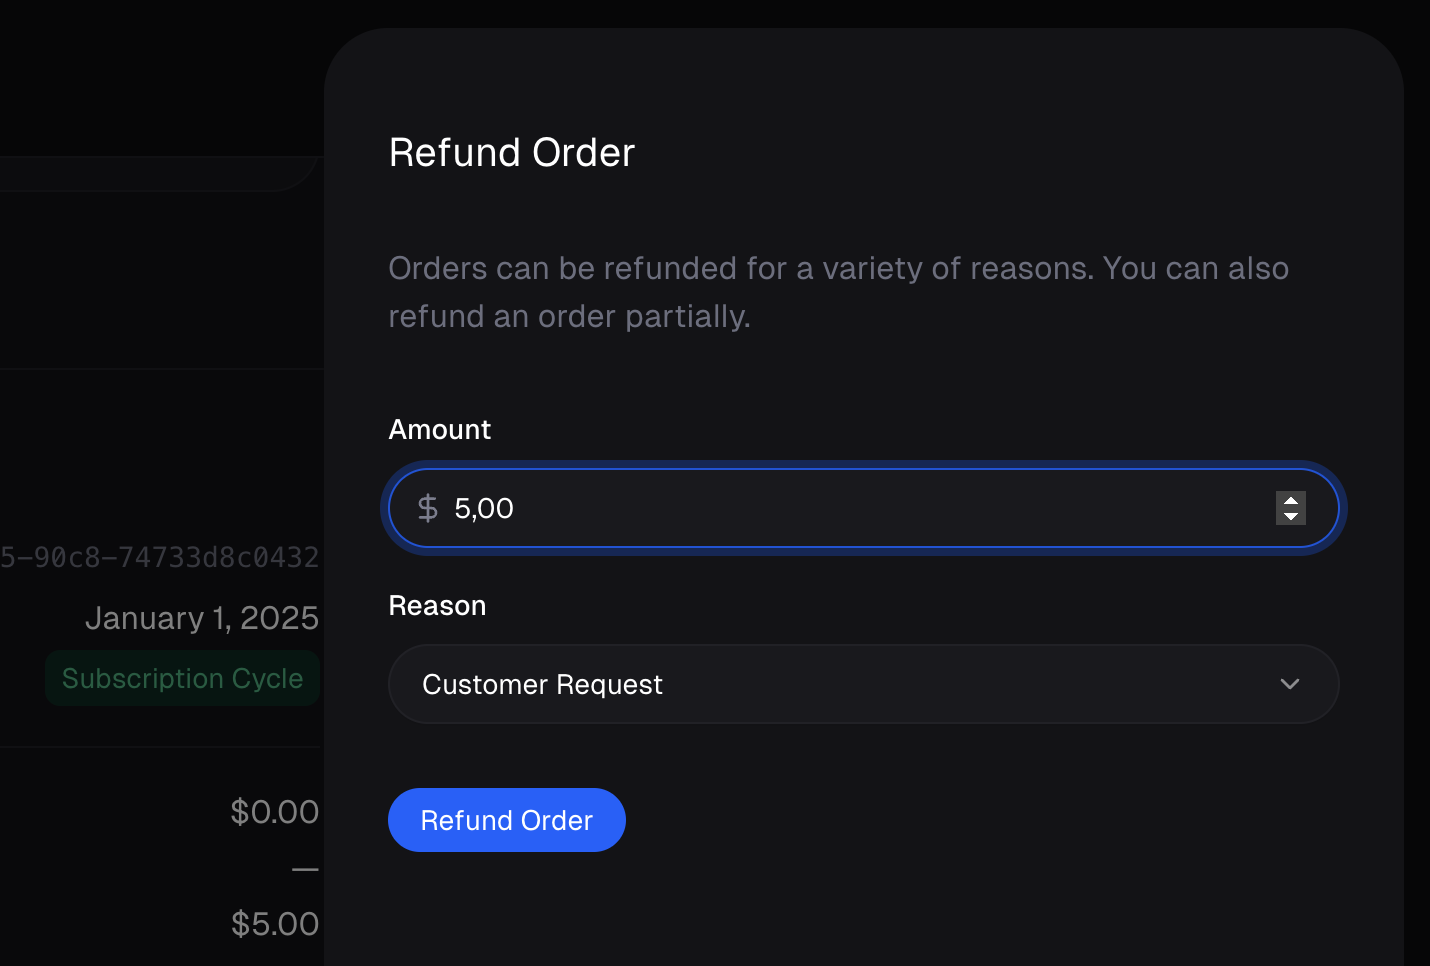 Refund Order
Orders can be refunded for a variety of reasons. You can also
refund an order partially.
Amount
$ 5,00
Reason
Customer Request
Refund Order
5-90c8-74733d8c0432
January 1, 2025
Subscription Cycle
$0.00
—
$5.00